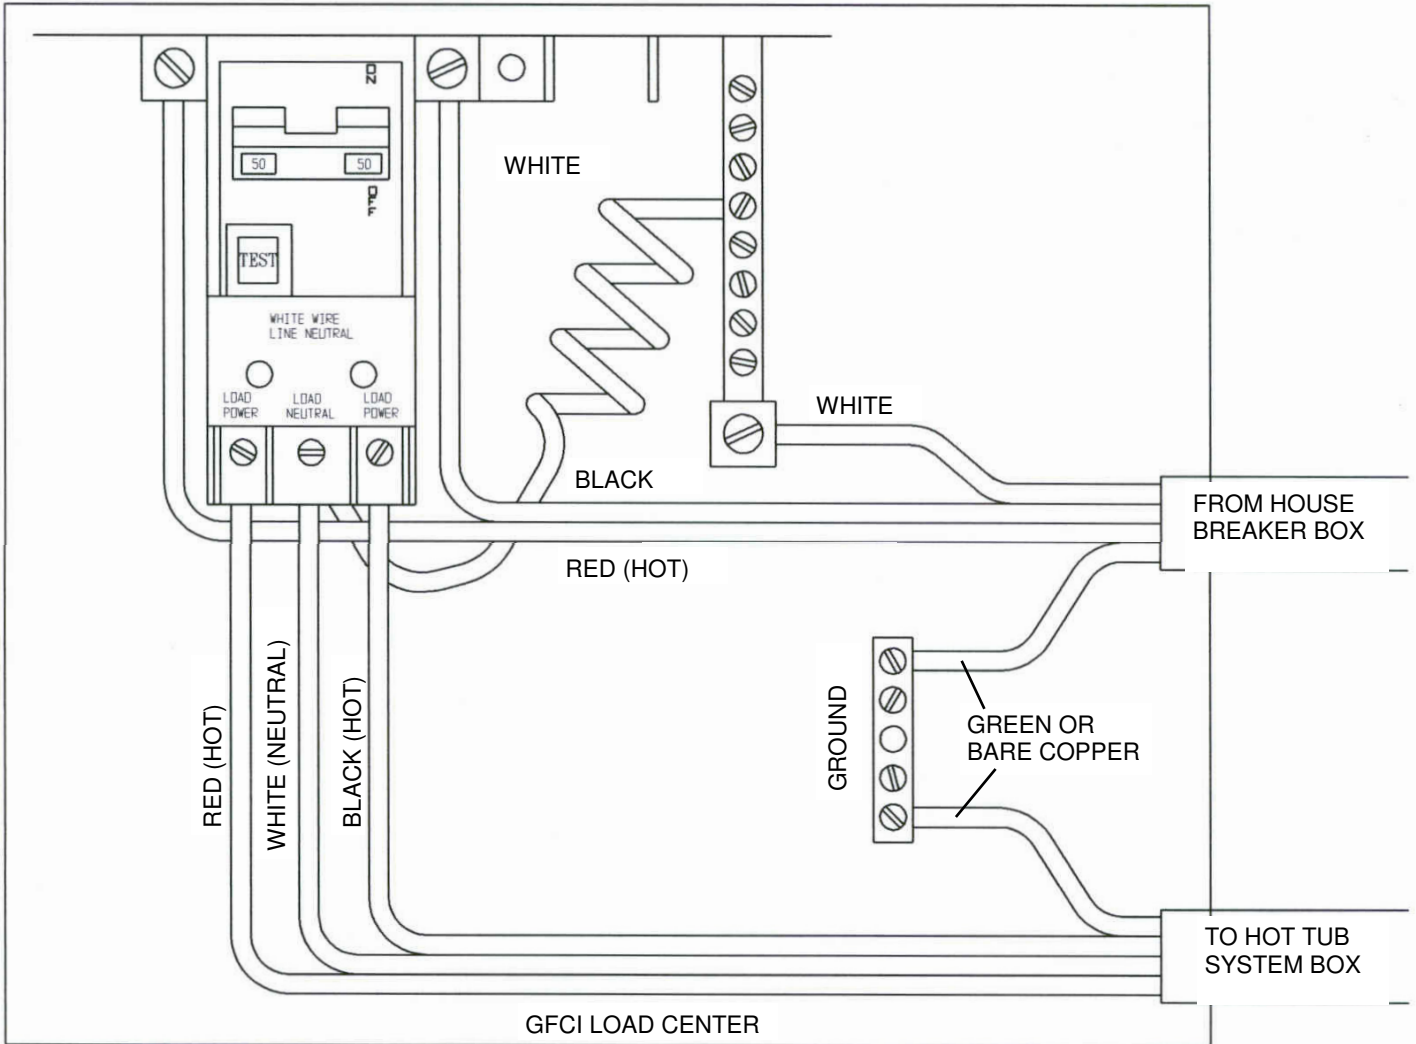 ON
50 50
OFF
TEST
WHITE WIRE
LINE NEUTRAL
LOAD
POWER
LOAD
NEUTRAL
LOAD
POWER
WHITE
WHITE
BLACK
RED (HOT)
FROM HOUSE
BREAKER BOX
RED (HOT)
WHITE (NEUTRAL)
BLACK (HOT)
GROUND
GREEN OR
BARE COPPER
TO HOT TUB
SYSTEM BOX
GFCI LOAD CENTER